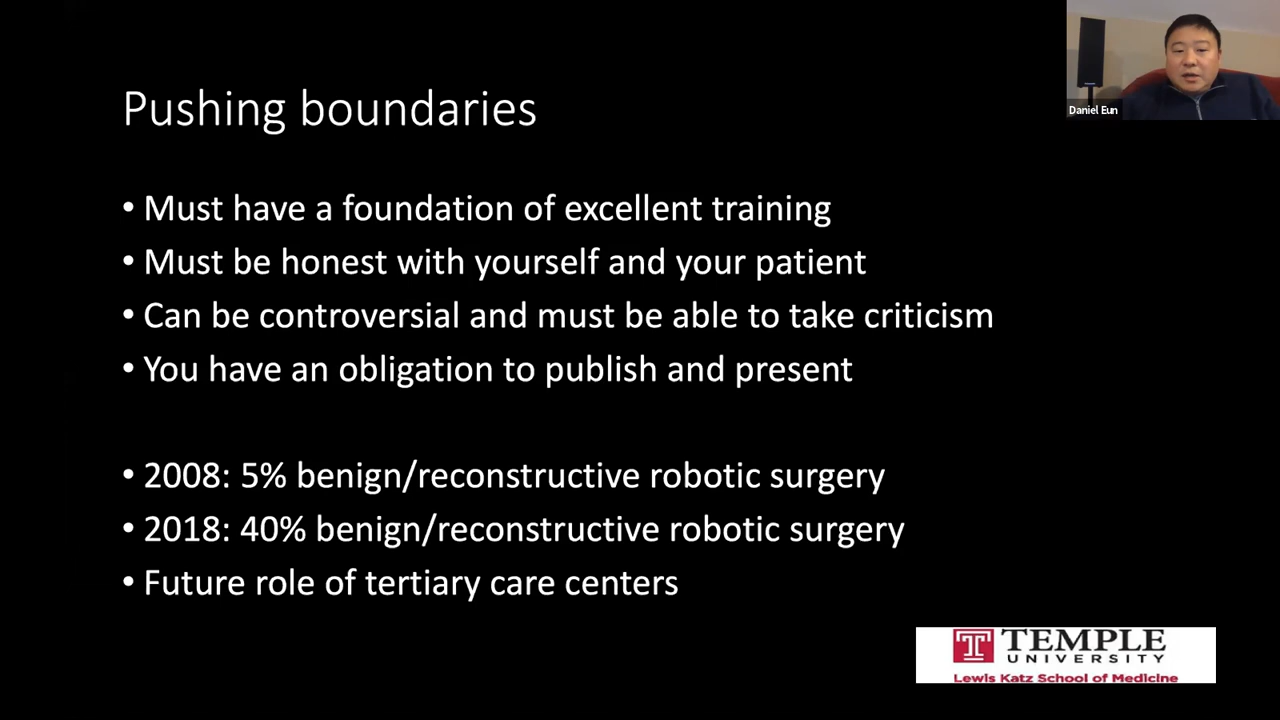 Daniel Eun
Pushing boundaries
• Must have a foundation of excellent training
• Must be honest with yourself and your patient
• Can be controversial and must be able to take criticism
• You have an obligation to publish and present
• 2008: 5% benign/reconstructive robotic surgery
• 2018: 40% benign/reconstructive robotic surgery
• Future role of tertiary care centers
TEMPLE
UNIVERSITY
Lewis Katz School of Medicine